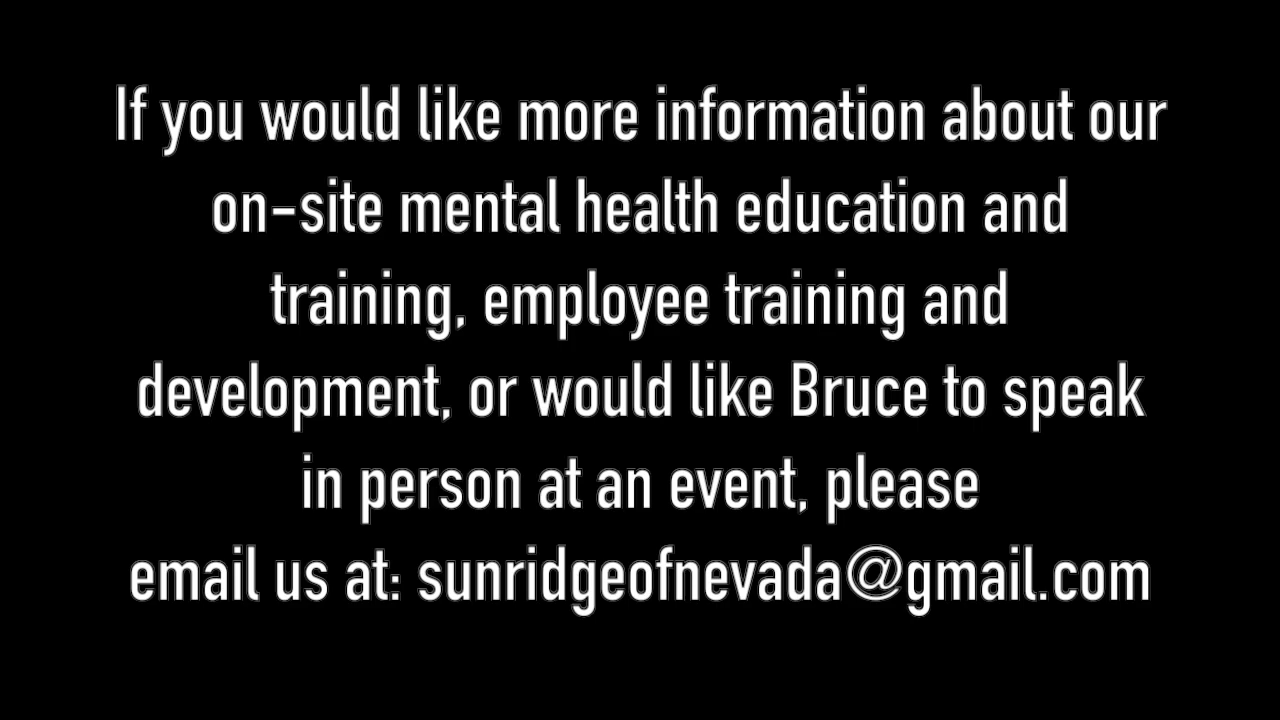 If you would like more information about our
on-site mental health education and
training, employee training and
development, or would like Bruce to speak
in person at an event, please
email us at: sunridgeofnevada@gmail.com